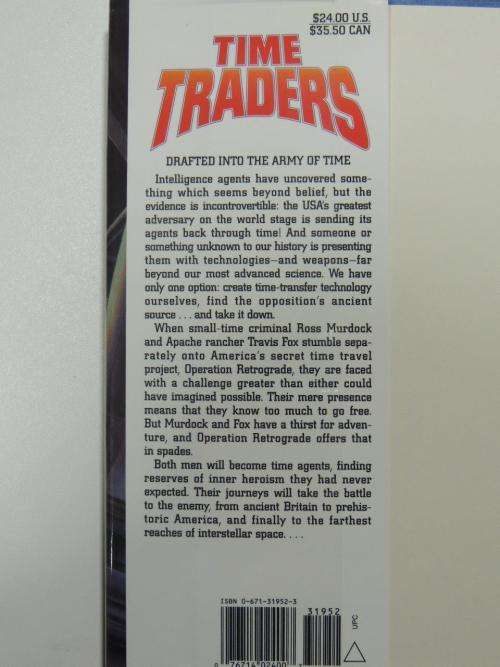 $24.00 U.S.
$35.50 CAN
TIME
TRADERS
DRAFTED INTO THE ARMY OF TIME
Intelligence agents have uncovered some-
thing which seems beyond belief, but the
evidence is incontrovertible: the USA's greatest
adversary on the world stage is sending its
agents back through time! And someone or
something unknown to our history is presenting
them with technologies—and weapons—far
beyond our most advanced science. We have
only one option: create time-transfer technology
ourselves, find the opposition's ancient
source . . . and take it down.
When small-time criminal Ross Murdock
and Apache rancher Travis Fox stumble sepa-
rately onto America's secret time travel
project, Operation Retrograde, they are faced
with a challenge greater than either could
have imagined possible. Their mere presence
means that they know too much to go free.
But Murdock and Fox have a thirst for adven-
ture, and Operation Retrograde offers that
in spades.
Both men will become time agents, finding
reserves of inner heroism they had never
expected. Their journeys will take the battle
to the enemy, from ancient Britain to prehis-
toric America, and finally to the farthest
reaches of interstellar space. . . .
ISBN 0-671-31952-3
31952
UPC
0 76714 02400